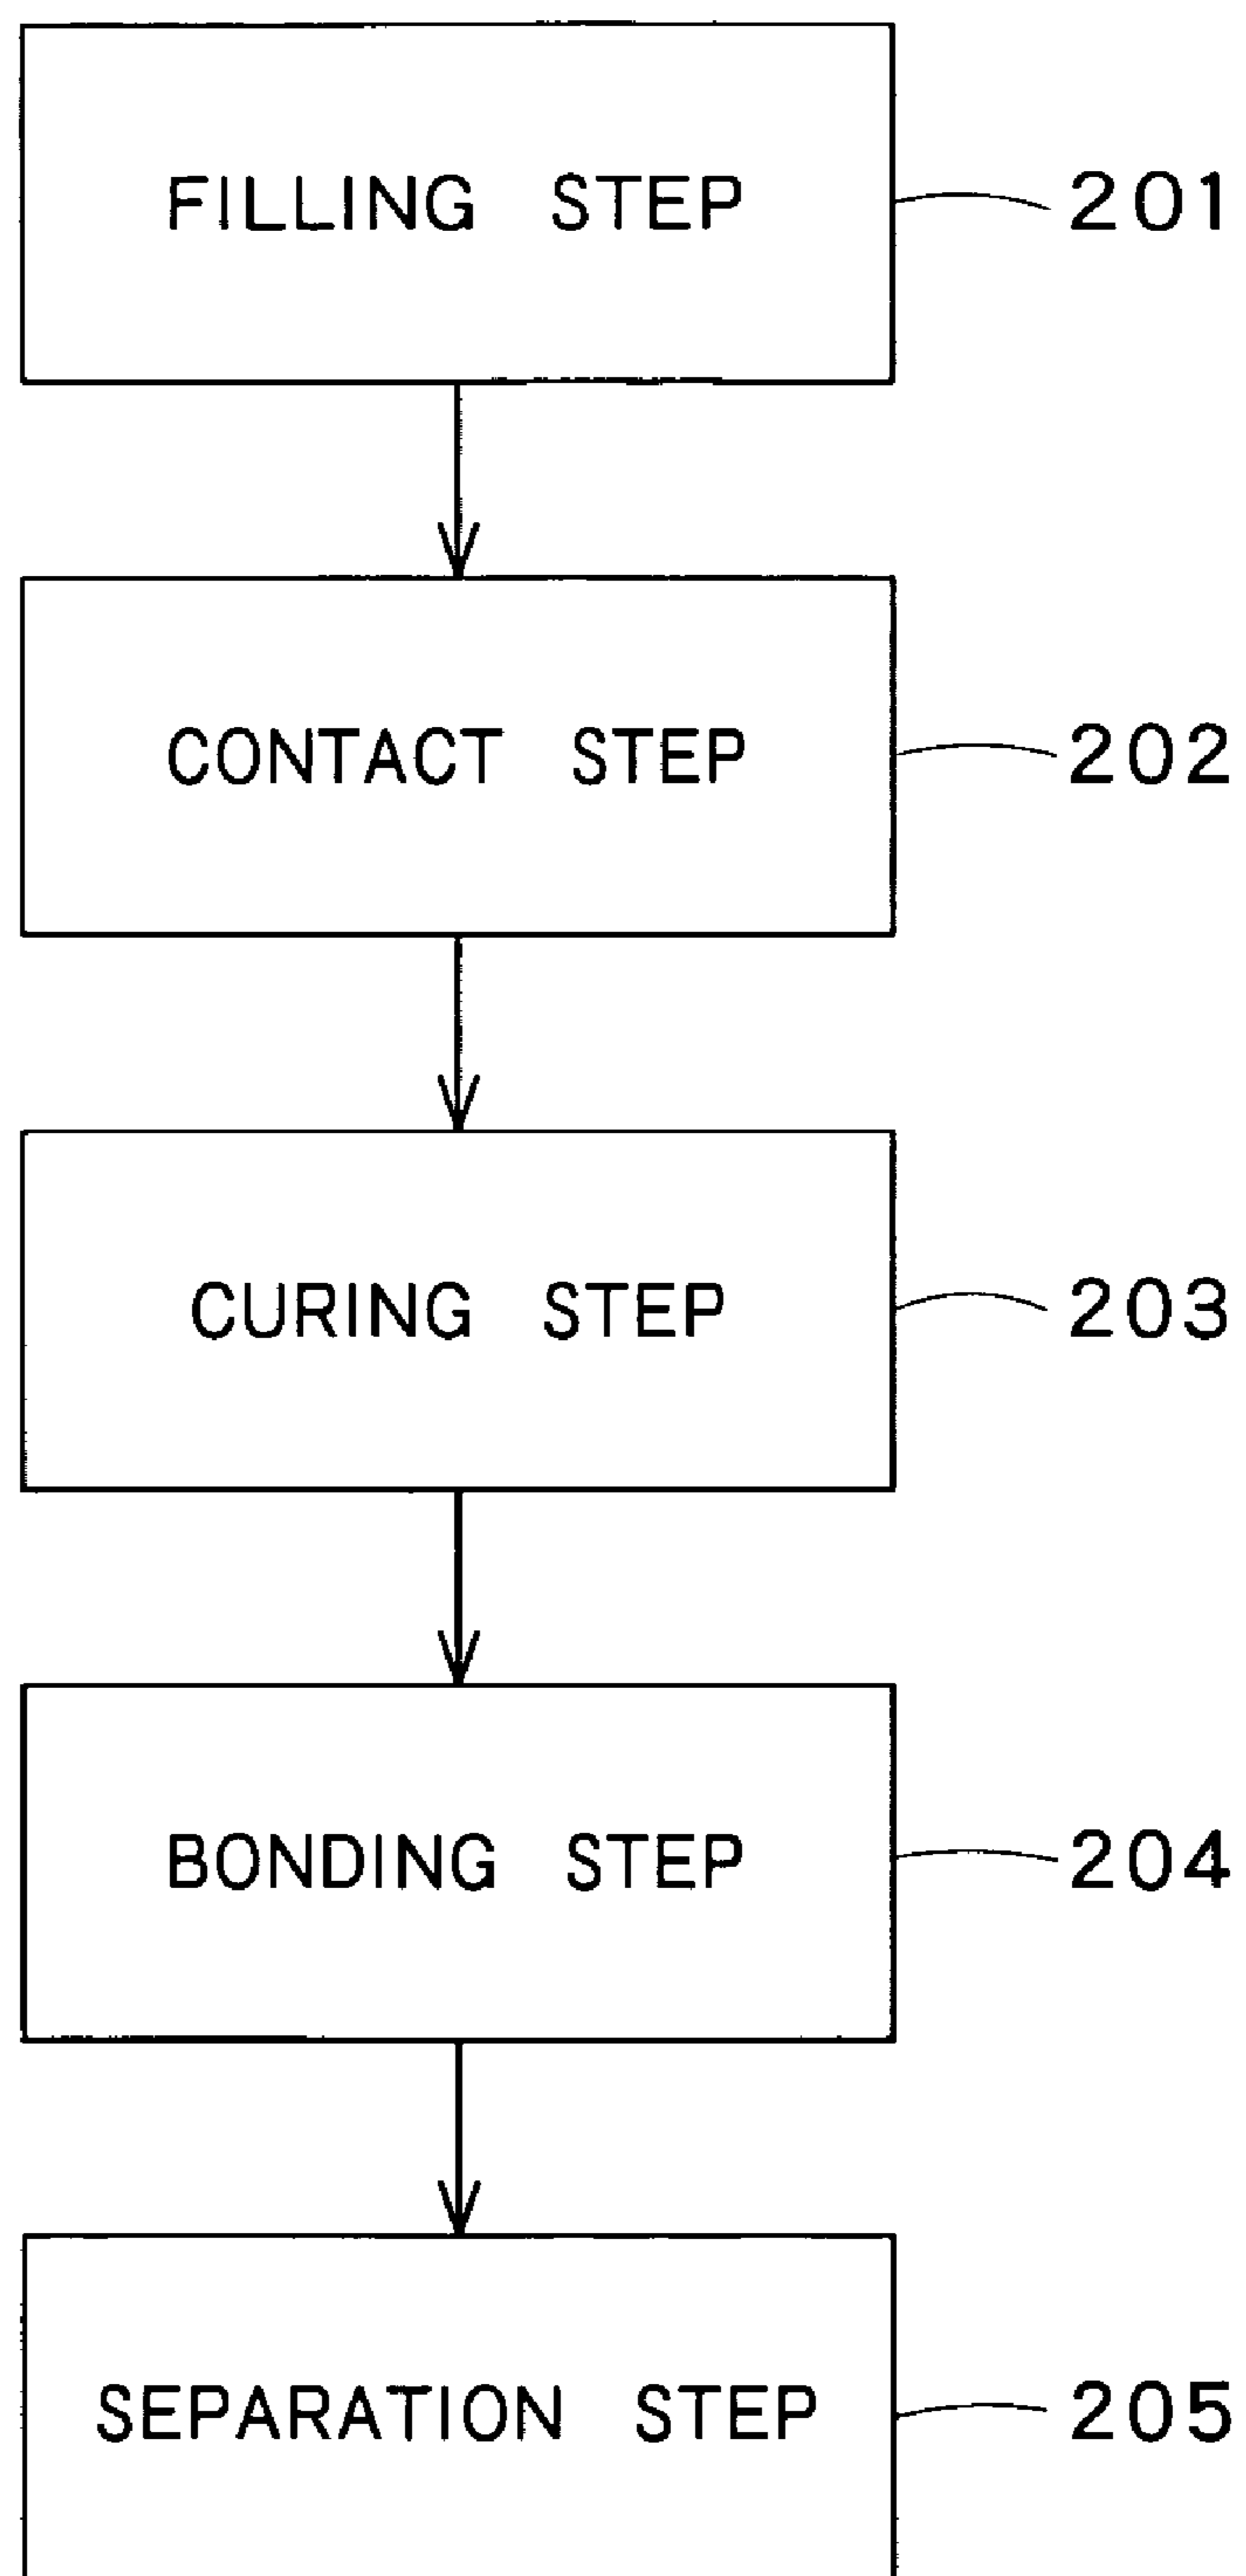 FILLING STEP 201
CONTACT STEP 202
CURING STEP 203
BONDING STEP 204
SEPARATION STEP 205